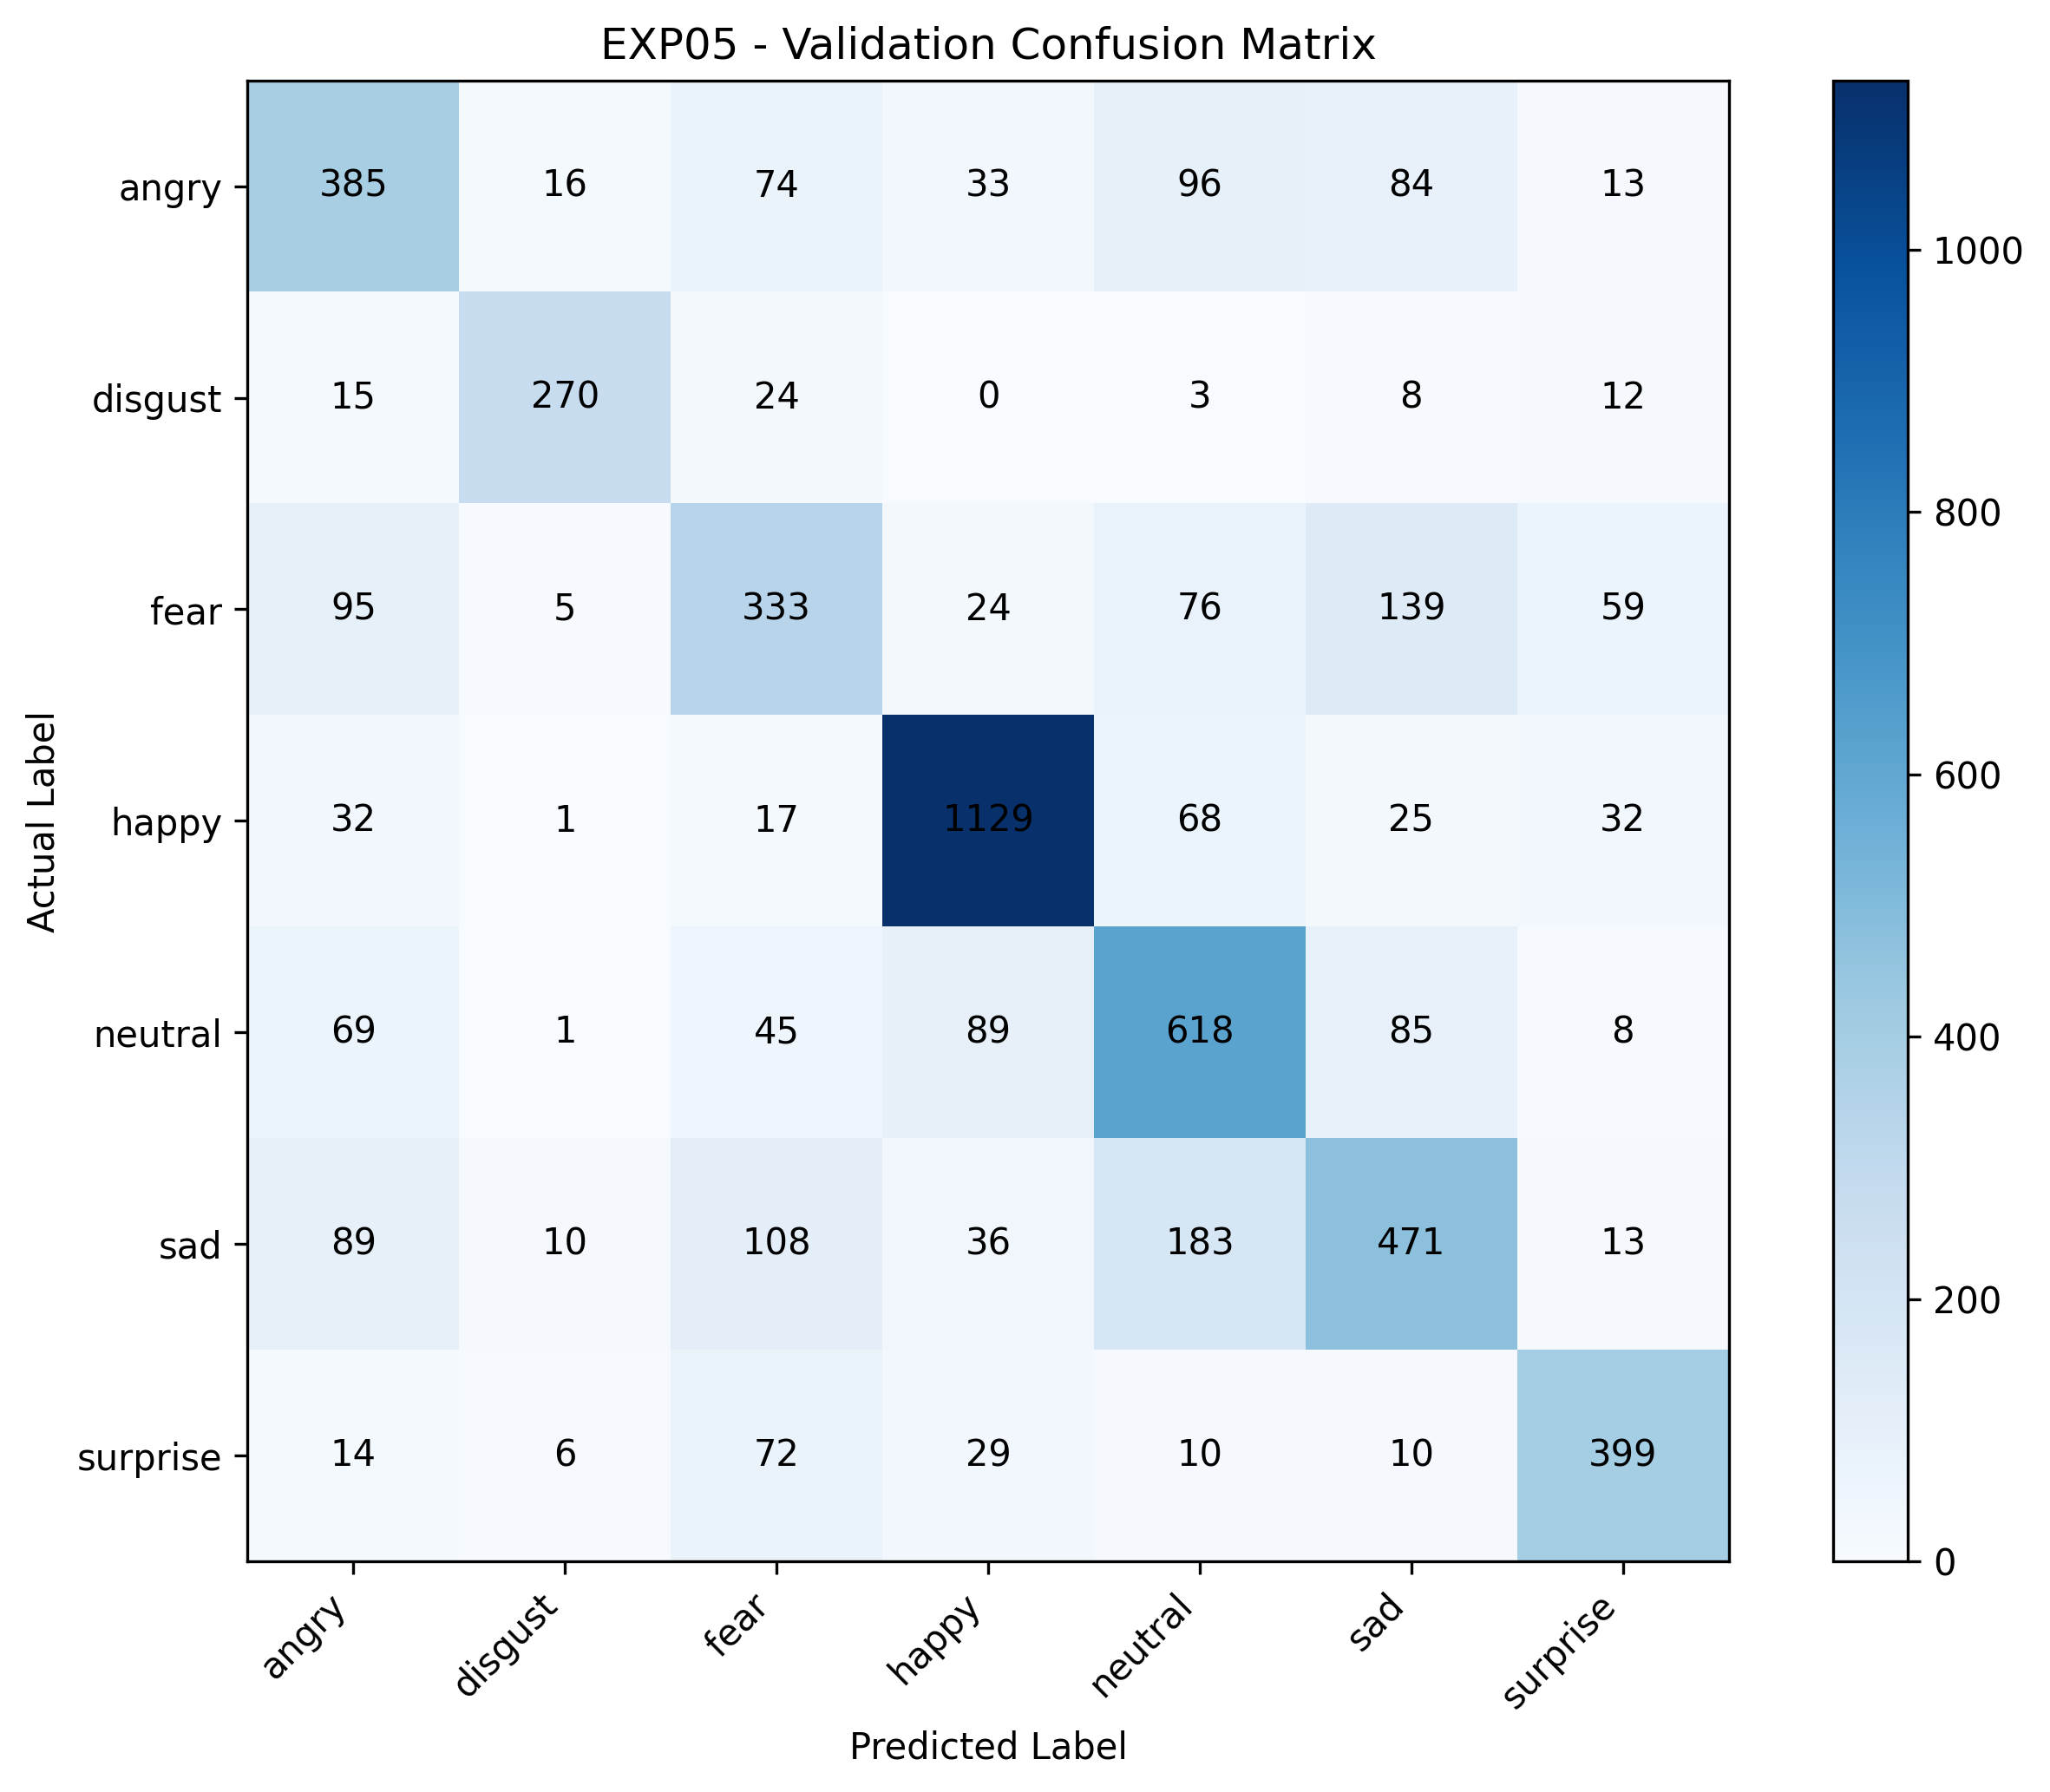 EXP05 - Validation Confusion Matrix
Actual Label
angry 385 16 74 33 96 84 13
disgust 15 270 24 0 3 8 12
fear 95 5 333 24 76 139 59
happy 32 1 17 1129 68 25 32
neutral 69 1 45 89 618 85 8
sad 89 10 108 36 183 471 13
surprise 14 6 72 29 10 10 399
angry disgust fear happy neutral sad surprise
Predicted Label
1000
800
600
400
200
0